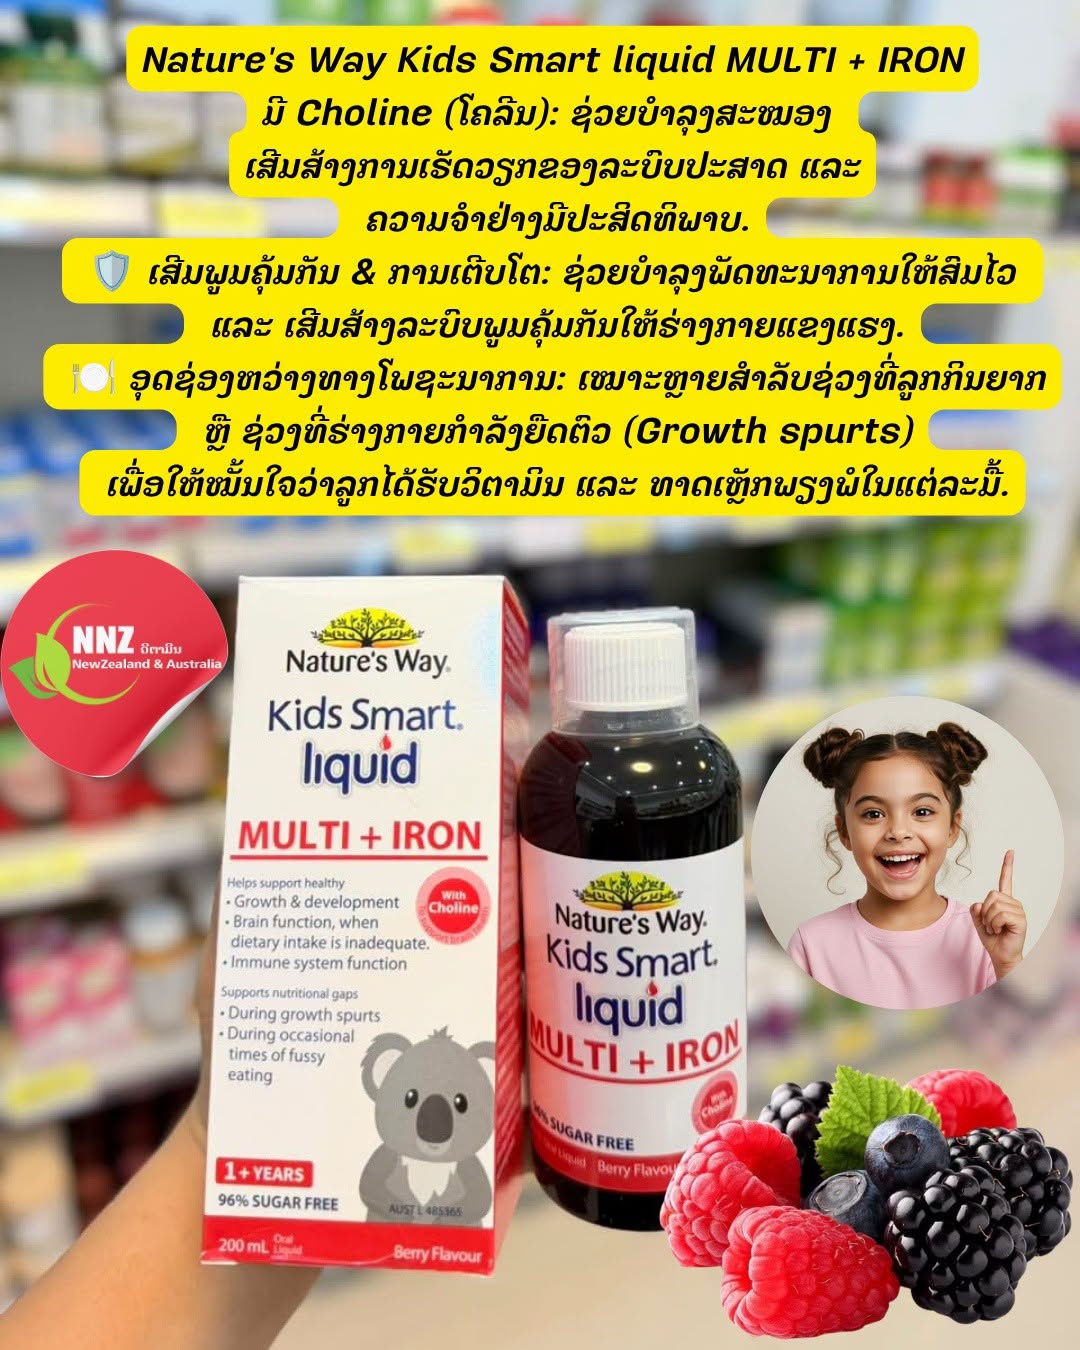 Nature's Way Kids Smart liquid MULTI + IRON
ມີ Choline (ໂຄລີນ): ຊ່ວຍບຳລຸງສະໝອງ
ເສີມສ້າງການເຮັດວຽກຂອງລະບົບປະສາດ ແລະ
ຄວາມຈຳຢ່າງມີປະສິດທິພາບ.
🛡️ ເສີມພູມຄຸ້ມກັນ & ການເຕີບໂຕ: ຊ່ວຍບຳລຸງພັດທະນາການໃຫ້ສົມໄວ
ແລະ ເສີມສ້າງລະບົບພູມຄຸ້ມກັນໃຫ້ຮ່າງກາຍແຂງແຮງ.
🍽️ ອຸດຊ່ອງຫວ່າງທາງໂພຊະນາການ: ເໝາະຫຼາຍສຳລັບຊ່ວງທີ່ລູກກິນຍາກ
ຫຼື ຊ່ວງທີ່ຮ່າງກາຍກຳລັງຍືດຕົວ (Growth spurts)
ເພື່ອໃຫ້ໝັ້ນໃຈວ່າລູກໄດ້ຮັບວິຕາມິນ ແລະ ທາດເຫຼັກພຽງພໍໃນແຕ່ລະມື້.
NNZ ວິຕາມິນ
NewZealand & Australia
Nature's Way
Kids Smart.
liquid
MULTI + IRON
Helps support healthy
• Growth & development
• Brain function, when
dietary intake is inadequate.
• Immune system function
With
Choline
Supports nutritional gaps
• During growth spurts
• During occasional
times of fussy
eating
1+ YEARS
96% SUGAR FREE
AUST L 485365
200 mL Oral
Liquid
Berry Flavour
Nature's Way.
Kids Smart.
liquid
MULTI + IRON
With
Choline
SUGAR FREE
Liquid Berry Flavou